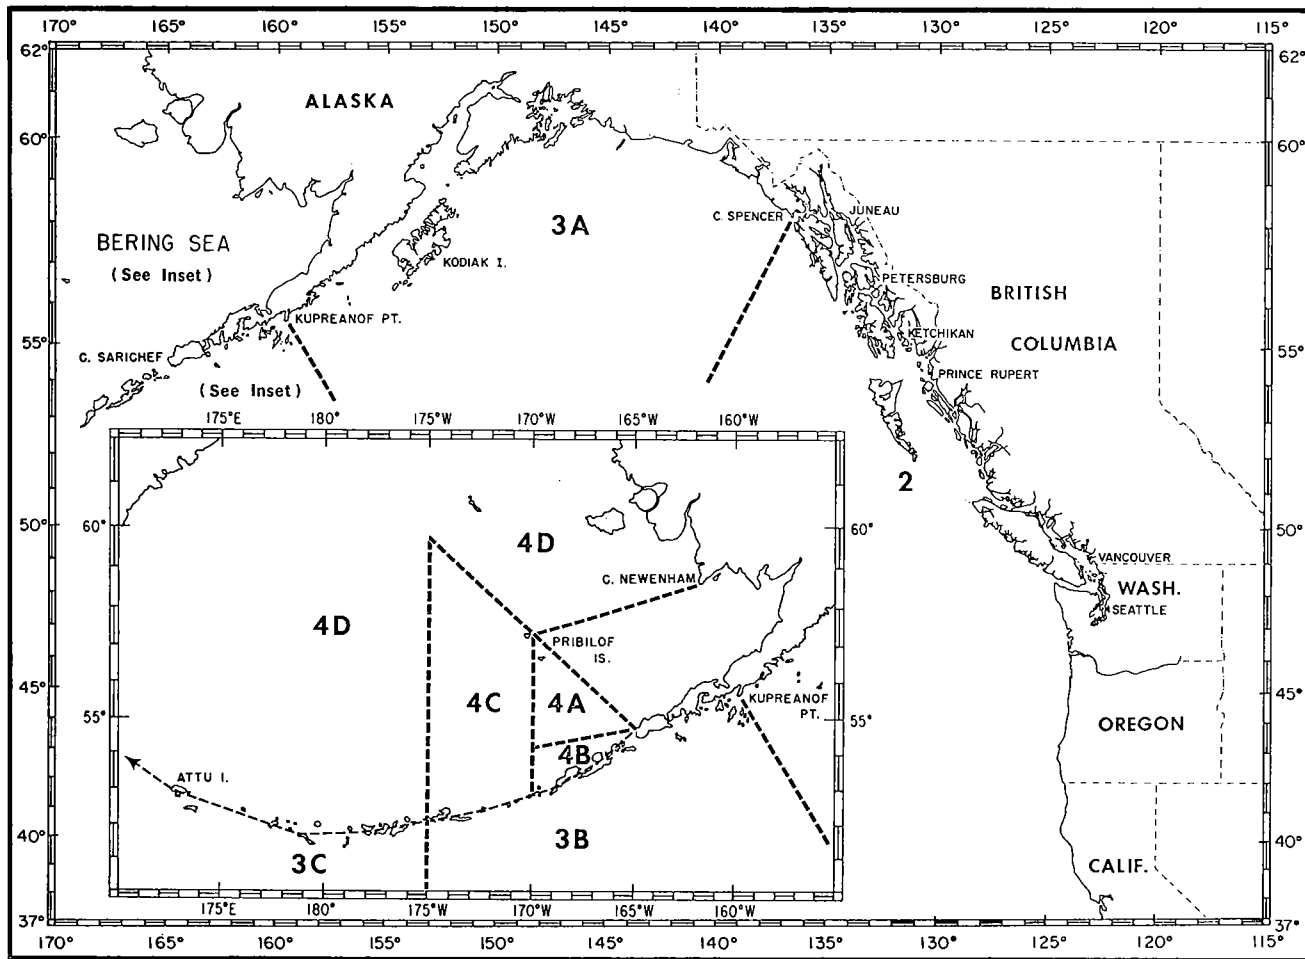 170° 165° 160° 155° 150° 145° 140° 135° 130° 125° 120° 115°
62° 62°
ALASKA
60° 60°
3A
C. SPENCER
JUNEAU
BERING SEA
(See Inset)
KODIAK I.
PETERSBURG
BRITISH
COLUMBIA
KUPREANOF PT.
KETCHIKAN
55° 55°
C. SARICHEF
(See Inset)
PRINCE RUPERT
175°E 180° 175°W 170°W 165°W 160°W
2
50° 50°
60° 60°
4D
C. NEWENHAM
VANCOUVER
WASH.
SEATTLE
4D
PRIBILOF
IS.
45° 45°
4C
4A
KUPREANOF
PT.
55° 55°
OREGON
4B
ATTU I.
40° 40°
3B
3C
CALIF.
175°E 180° 175°W 170°W 165°W 160°W
37° 37°
170° 165° 160° 155° 150° 145° 140° 135° 130° 125° 120° 115°